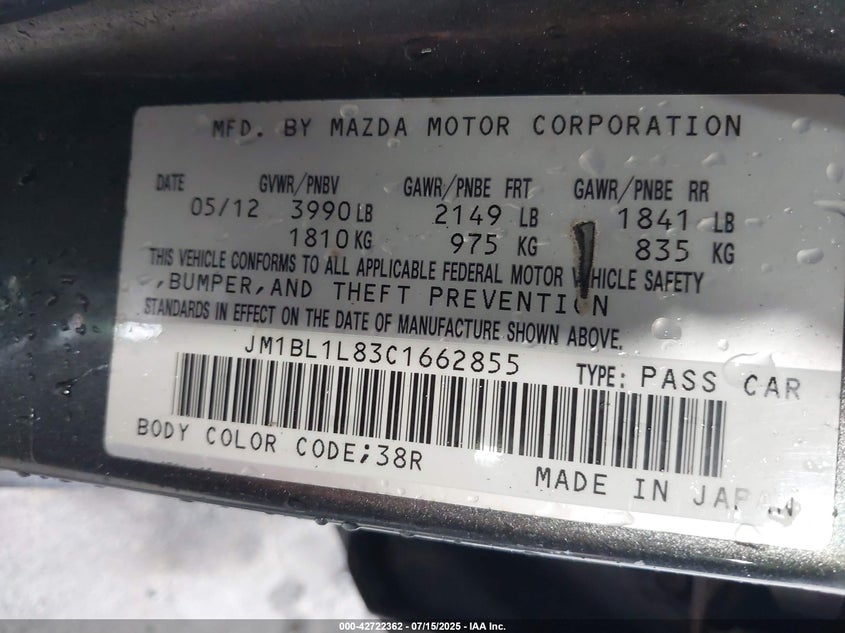 MFD. BY MAZDA MOTOR CORPORATION
DATE GVWR/PNBV GAWR/PNBE FRT GAWR/PNBE RR
05/12 3990 LB 2149 LB 1841 LB
1810 KG 975 KG 835 KG
THIS VEHICLE CONFORMS TO ALL APPLICABLE FEDERAL MOTOR VEHICLE SAFETY
,BUMPER,AND THEFT PREVENTION
STANDARDS IN EFFECT ON THE DATE OF MANUFACTURE SHOWN ABOVE.
JM1BL1L83C1662855 TYPE: PASS CAR
BODY COLOR CODE;38R
MADE IN JAPAN
000-42722362 - 07/15/2025 - IAA Inc.